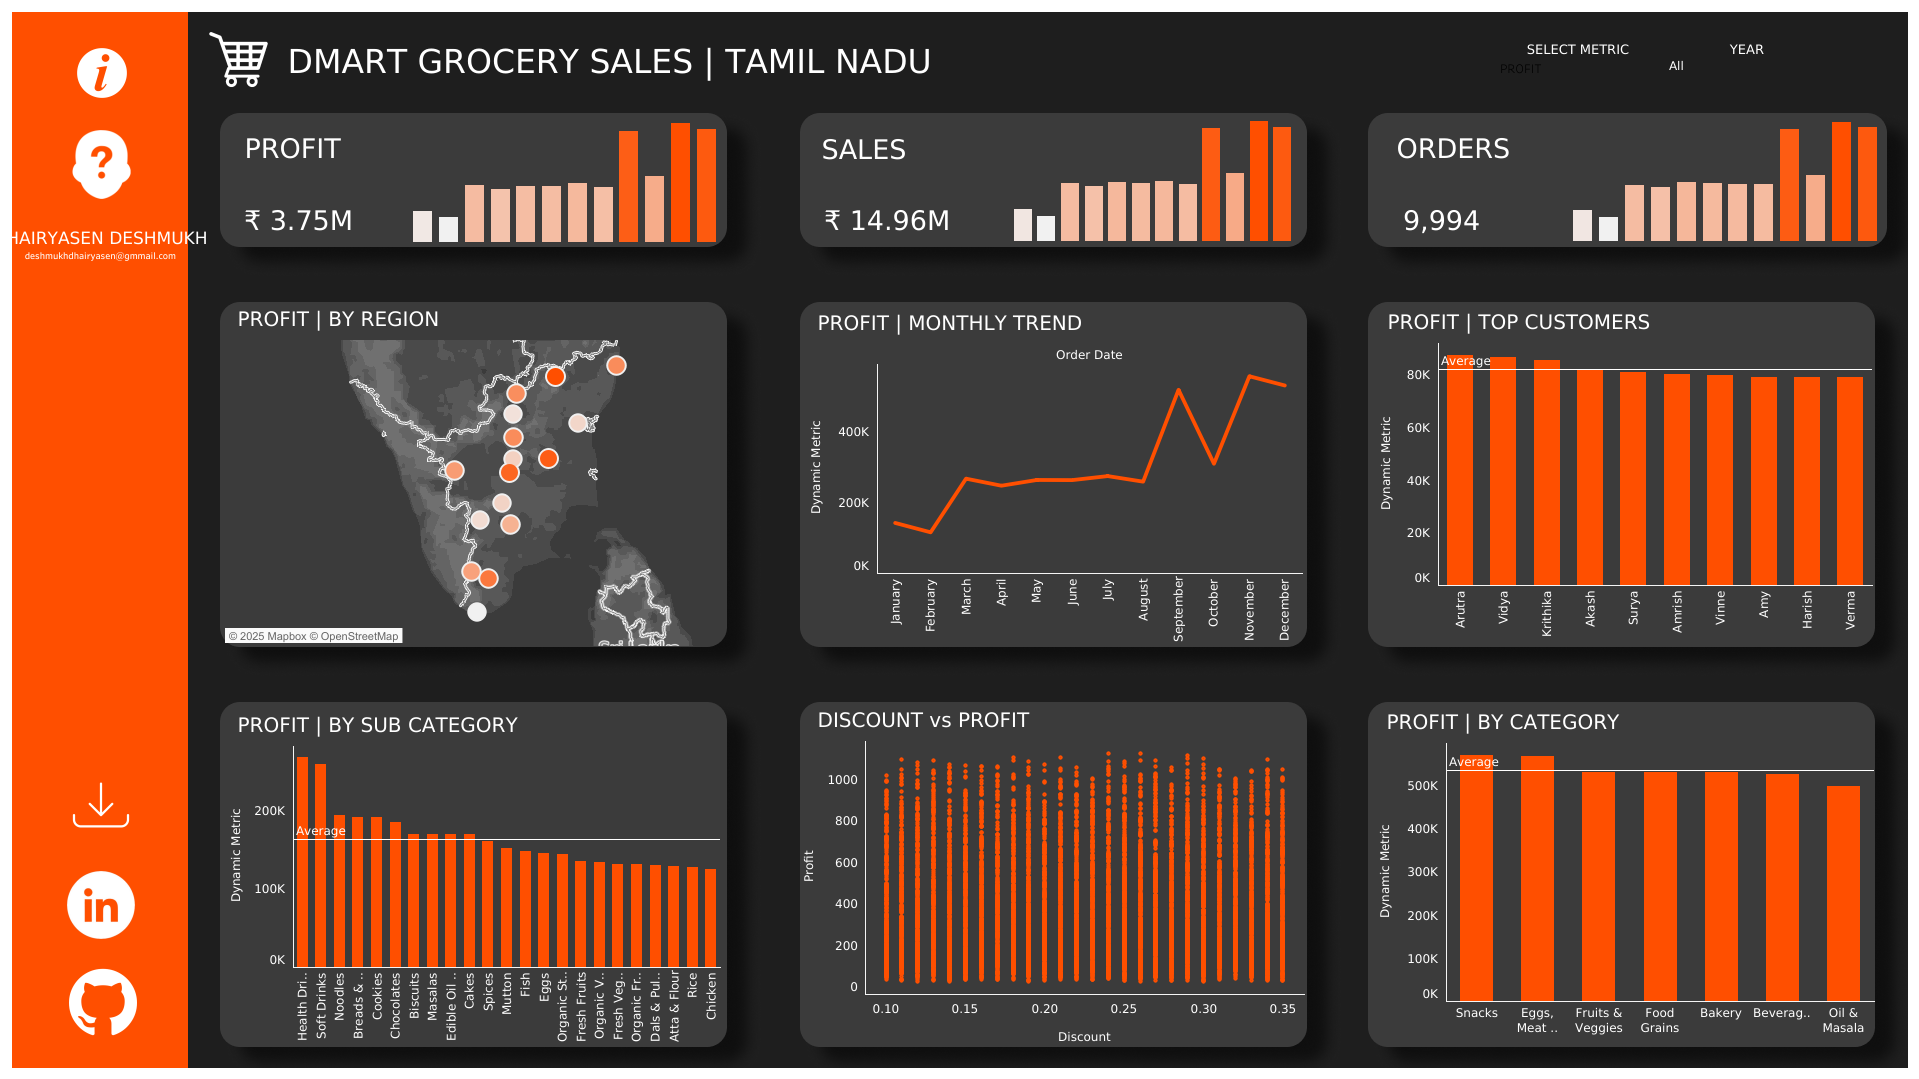 DMART GROCERY SALES | TAMIL NADU
SELECT METRIC
PROFIT
YEAR
All
i
?
HAIRYASEN DESHMUKH
deshmukhdhairyasen@gmmail.com
in
PROFIT
₹ 3.75M
SALES
₹ 14.96M
ORDERS
9,994
PROFIT | BY REGION
© 2025 Mapbox © OpenStreetMap
PROFIT | MONTHLY TREND
Order Date
Dynamic Metric
400K
200K
0K
January
February
March
April
May
June
July
August
September
October
November
December
PROFIT | TOP CUSTOMERS
Average
Dynamic Metric
80K
60K
40K
20K
0K
Arutra
Vidya
Krithika
Akash
Surya
Amrish
Vinne
Amy
Harish
Verma
PROFIT | BY SUB CATEGORY
Average
Dynamic Metric
200K
100K
0K
Health Dri..
Soft Drinks
Noodles
Breads & ..
Cookies
Chocolates
Biscuits
Masalas
Edible Oil ..
Cakes
Spices
Mutton
Fish
Eggs
Organic St..
Fresh Fruits
Organic V..
Fresh Veg..
Organic Fr..
Dals & Pul..
Atta & Flour
Rice
Chicken
DISCOUNT vs PROFIT
Profit
1000
800
600
400
200
0
0.10 0.15 0.20 0.25 0.30 0.35
Discount
PROFIT | BY CATEGORY
Average
Dynamic Metric
500K
400K
300K
200K
100K
0K
Snacks
Eggs,
Meat ..
Fruits &
Veggies
Food
Grains
Bakery
Beverag..
Oil &
Masala